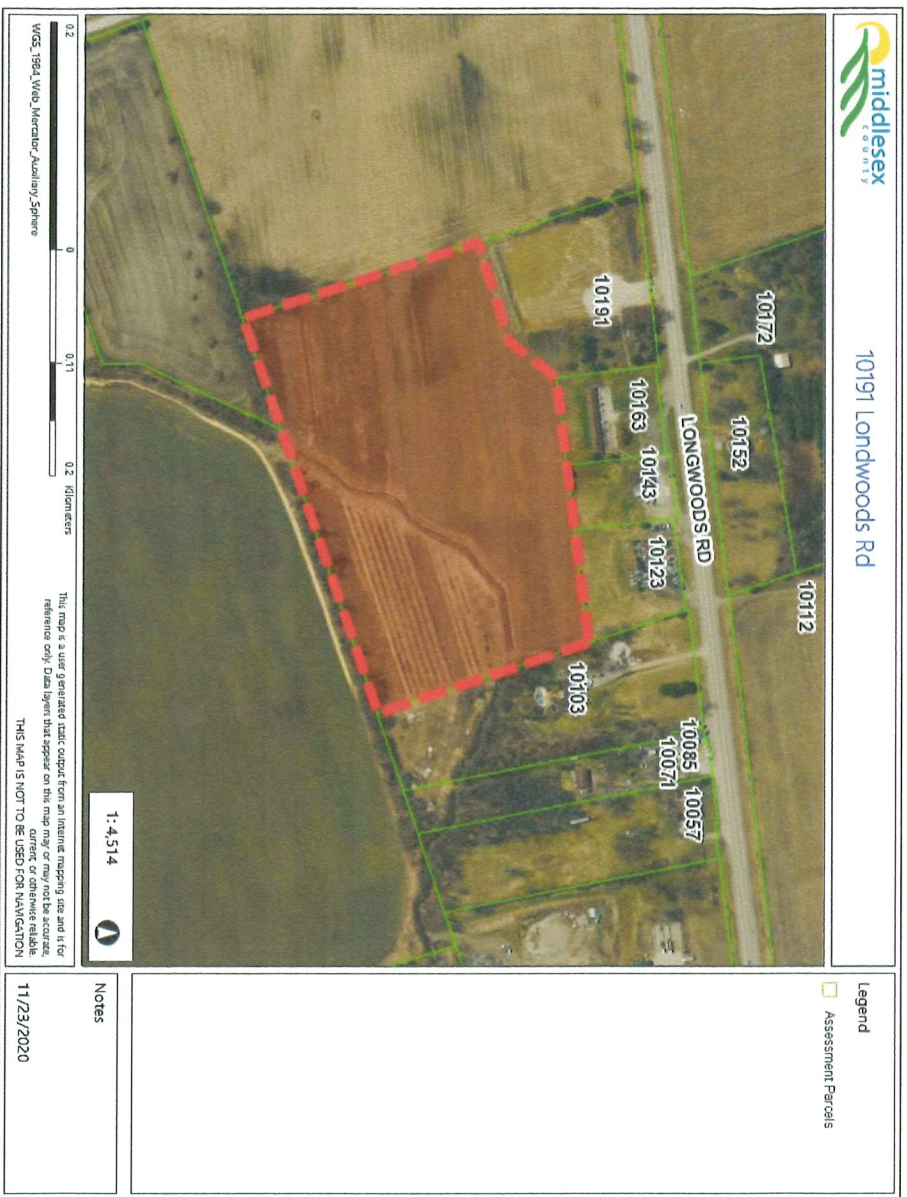 middlesex
county
10191 Londwoods Rd
Legend
Assessment Parcels
10172
10152
10112
10191
10163
10143
LONGWOODS RD
10123
10103
10085
10071
10057
1: 4,514
0.2
0
0.11
0.2 Kilometers
WGS_1984_Web_Mercator_Auxiliary_Sphere
This map is a user generated static output from an Internet mapping site and is for
reference only. Data layers that appear on this map may or may not be accurate,
current, or otherwise reliable.
THIS MAP IS NOT TO BE USED FOR NAVIGATION
Notes
11/23/2020